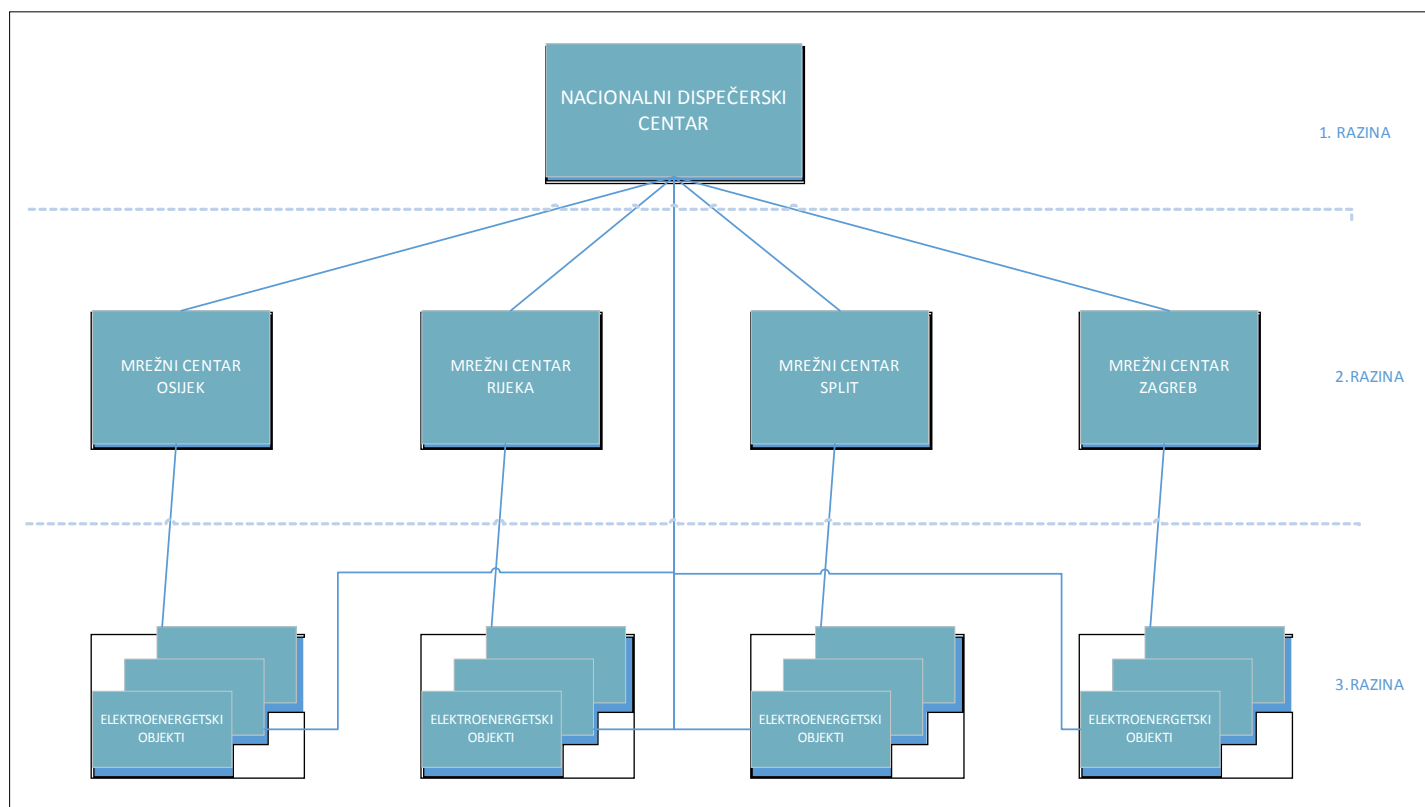 NACIONALNI DISPEČERSKI
CENTAR
1. RAZINA
MREŽNI CENTAR
OSIJEK
MREŽNI CENTAR
RIJEKA
MREŽNI CENTAR
SPLIT
MREŽNI CENTAR
ZAGREB
2.RAZINA
ELEKTROENERGETSKI
OBJEKTI
ELEKTROENERGETSKI
OBJEKTI
ELEKTROENERGETSKI
OBJEKTI
ELEKTROENERGETSKI
OBJEKTI
3.RAZINA